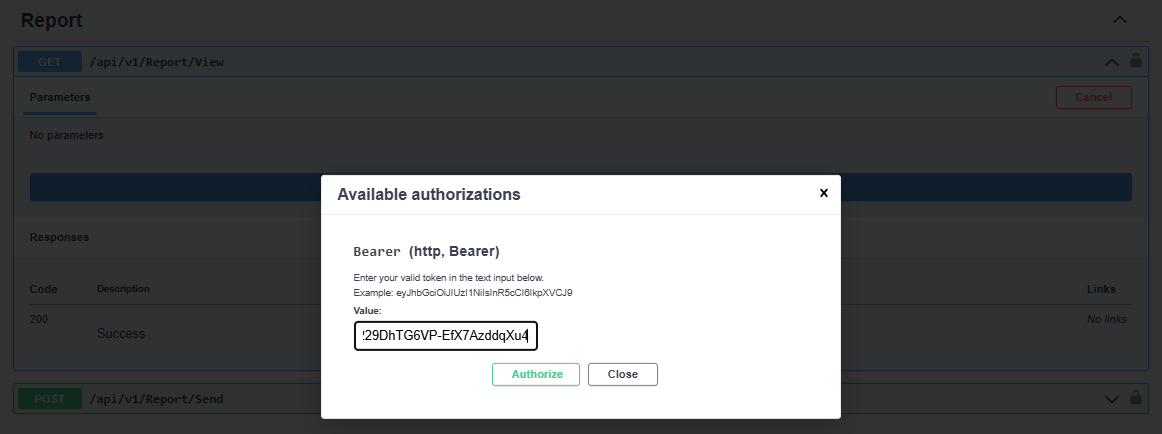 Report
GET /api/v1/Report/View
Parameters
Cancel
No parameters
Available authorizations
x
Responses
Bearer (http, Bearer)
Enter your valid token in the text input below.
Example: eyJhbGciOiJIUzI1NiIsInR5cCI6IkpXVCJ9
Code Description Links
Value:
200 Success No links
29DhTG6VP-EfX7AzddqXu4
Authorize Close
POST /api/v1/Report/Send